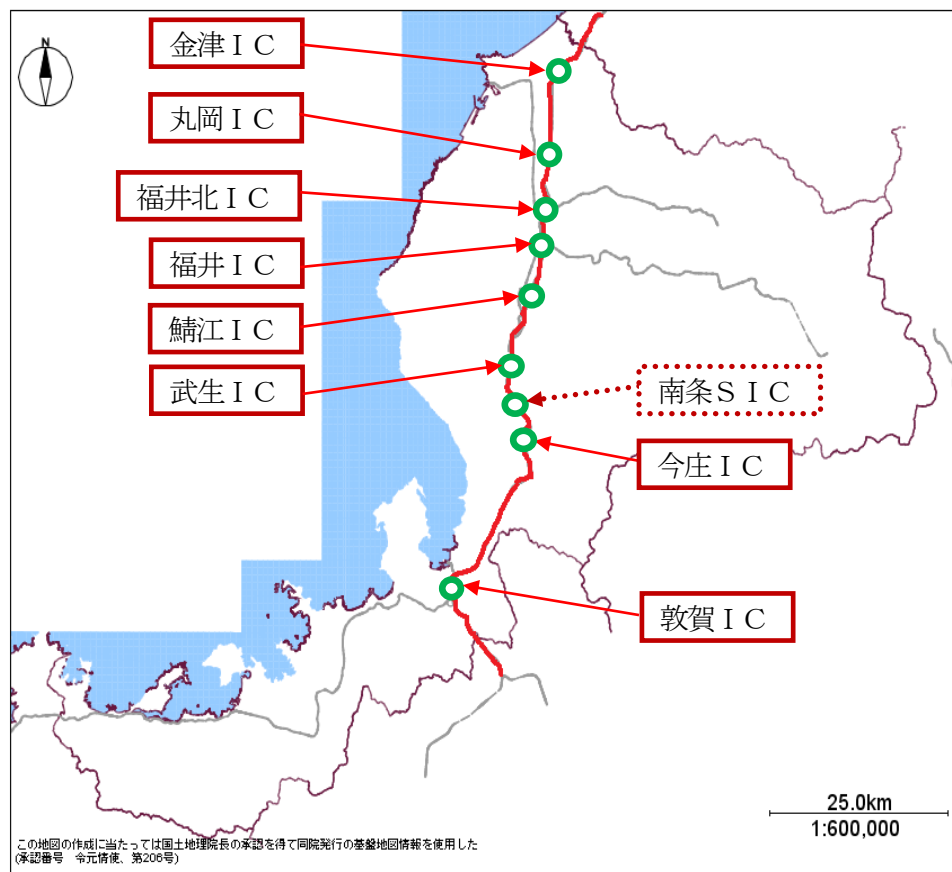 N
金津ＩＣ
丸岡ＩＣ
福井北ＩＣ
福井ＩＣ
鯖江ＩＣ
武生ＩＣ
南条ＳＩＣ
今庄ＩＣ
敦賀ＩＣ
25.0km
1:600,000
この地図の作成に当たっては国土地理院長の承認を得て同院発行の基盤地図情報を使用した
(承認番号　令元情使、第206号)